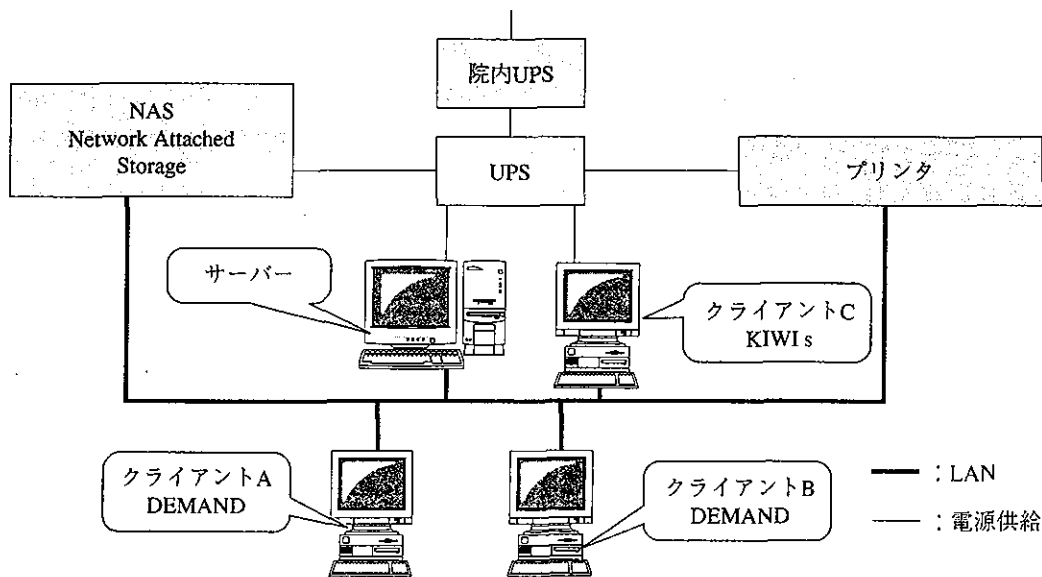 院内UPS
NAS
Network Attached
Storage
UPS
プリンタ
サーバー
クライアントC
KIWI s
クライアントA
DEMAND
クライアントB
DEMAND
：LAN
：電源供給